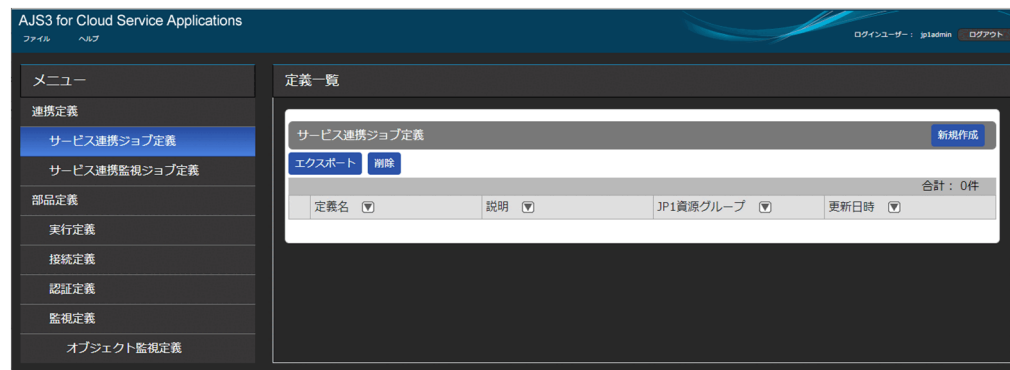 AJS3 for Cloud Service Applications
ファイル ヘルプ
ログインユーザー： jp1admin ログアウト
メニュー
連携定義
サービス連携ジョブ定義
サービス連携監視ジョブ定義
部品定義
実行定義
接続定義
認証定義
監視定義
オブジェクト監視定義
定義一覧
サービス連携ジョブ定義 新規作成
エクスポート 削除
合計： 0件
定義名 説明 JP1資源グループ 更新日時